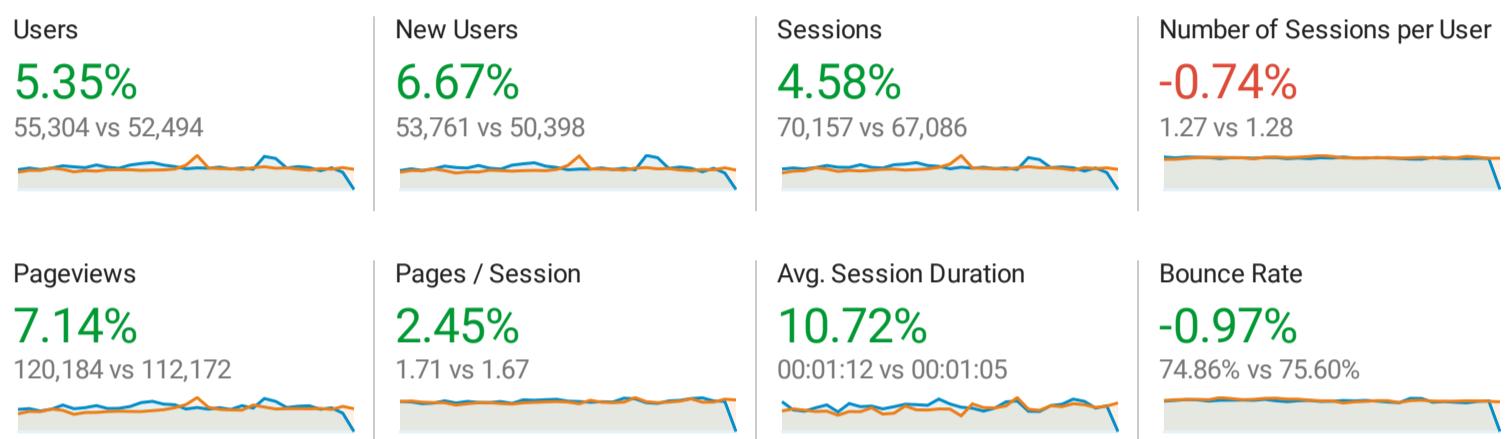 Users
5.35%
55,304 vs 52,494
New Users
6.67%
53,761 vs 50,398
Sessions
4.58%
70,157 vs 67,086
Number of Sessions per User
-0.74%
1.27 vs 1.28
Pageviews
7.14%
120,184 vs 112,172
Pages / Session
2.45%
1.71 vs 1.67
Avg. Session Duration
10.72%
00:01:12 vs 00:01:05
Bounce Rate
-0.97%
74.86% vs 75.60%